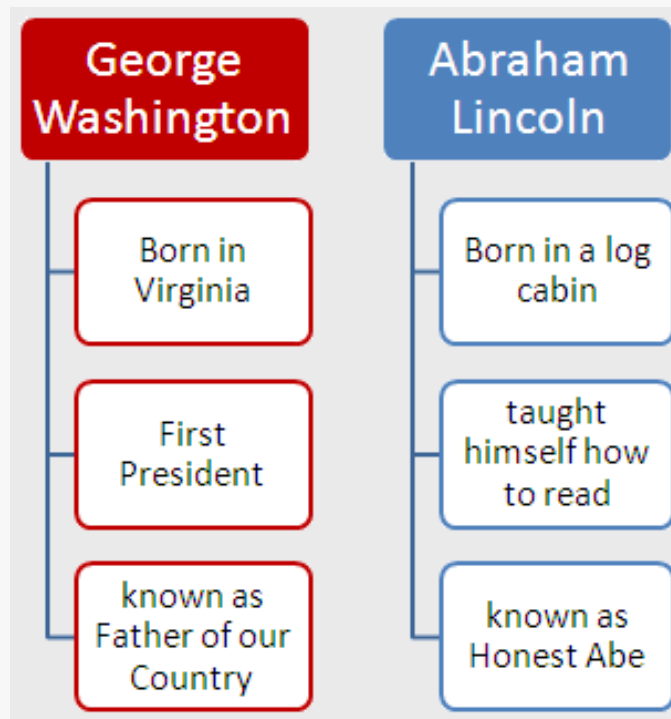 George
Washington
Born in
Virginia
First
President
known as
Father of our
Country
Abraham
Lincoln
Born in a log
cabin
taught
himself how
to read
known as
Honest Abe